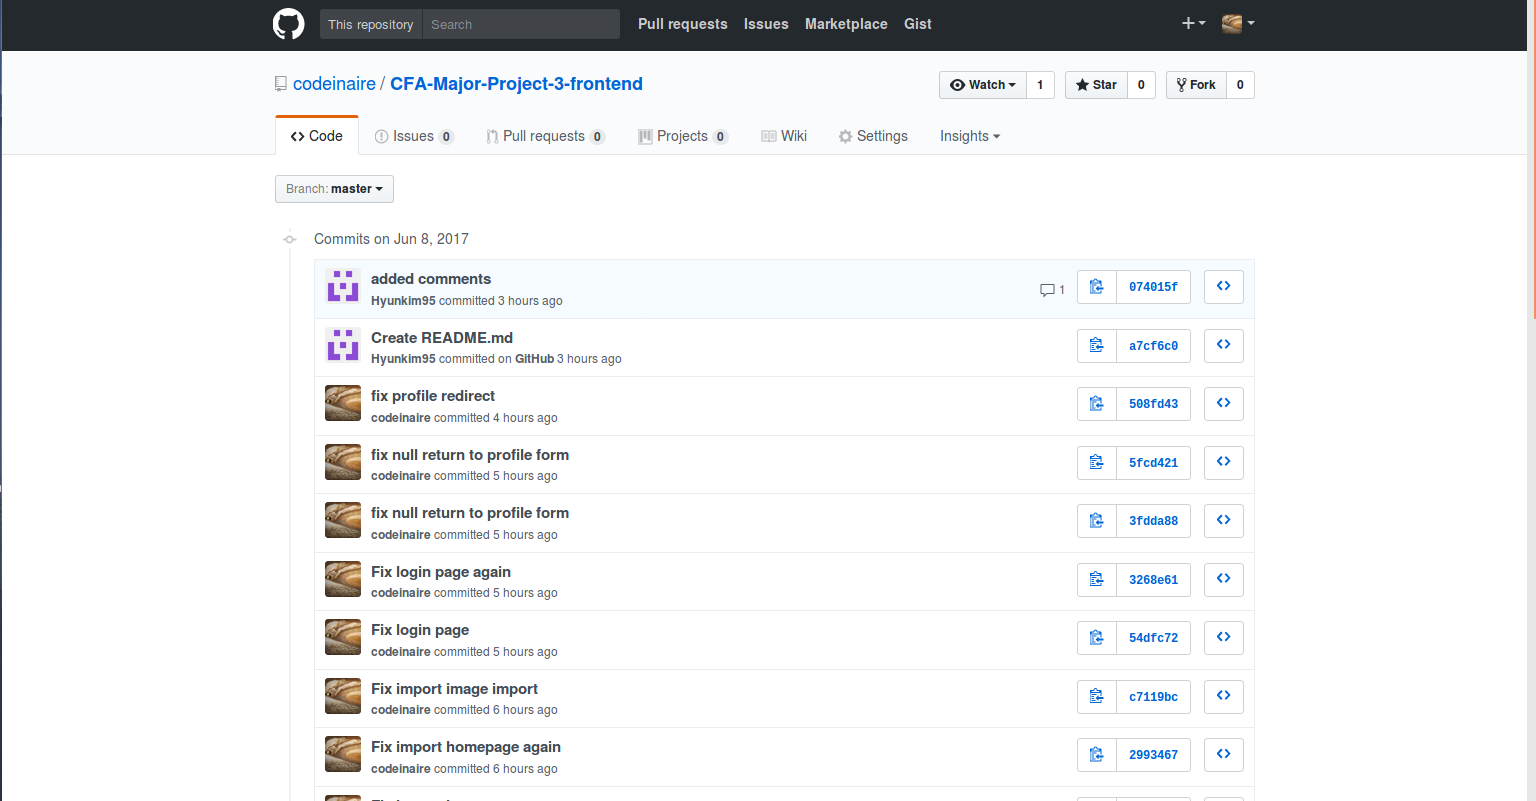 This repository Search Pull requests Issues Marketplace Gist
codeinaire / CFA-Major-Project-3-frontend Watch 1 Star 0 Fork 0
Code Issues 0 Pull requests 0 Projects 0 Wiki Settings Insights
Branch: master
Commits on Jun 8, 2017
added comments
Hyunkim95 committed 3 hours ago
1 074015f
Create README.md
Hyunkim95 committed on GitHub 3 hours ago
a7cf6c0
fix profile redirect
codeinaire committed 4 hours ago
508fd43
fix null return to profile form
codeinaire committed 5 hours ago
5fcd421
fix null return to profile form
codeinaire committed 5 hours ago
3fdda88
Fix login page again
codeinaire committed 5 hours ago
3268e61
Fix login page
codeinaire committed 5 hours ago
54dfc72
Fix import image import
codeinaire committed 6 hours ago
c7119bc
Fix import homepage again
codeinaire committed 6 hours ago
2993467